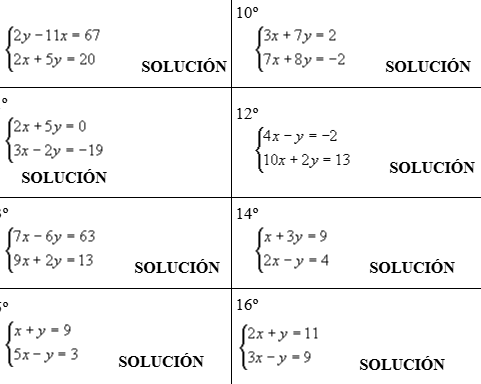 2y − 11x = 67
2x + 5y = 20
SOLUCIÓN
10º
3x + 7y = 2
7x + 8y = −2
SOLUCIÓN
º
2x + 5y = 0
3x − 2y = −19
SOLUCIÓN
12º
4x − y = −2
10x + 2y = 13
SOLUCIÓN
º
7x − 6y = 63
9x + 2y = 13
SOLUCIÓN
14º
x + 3y = 9
2x − y = 4
SOLUCIÓN
º
x + y = 9
5x − y = 3
SOLUCIÓN
16º
2x + y = 11
3x − y = 9
SOLUCIÓN